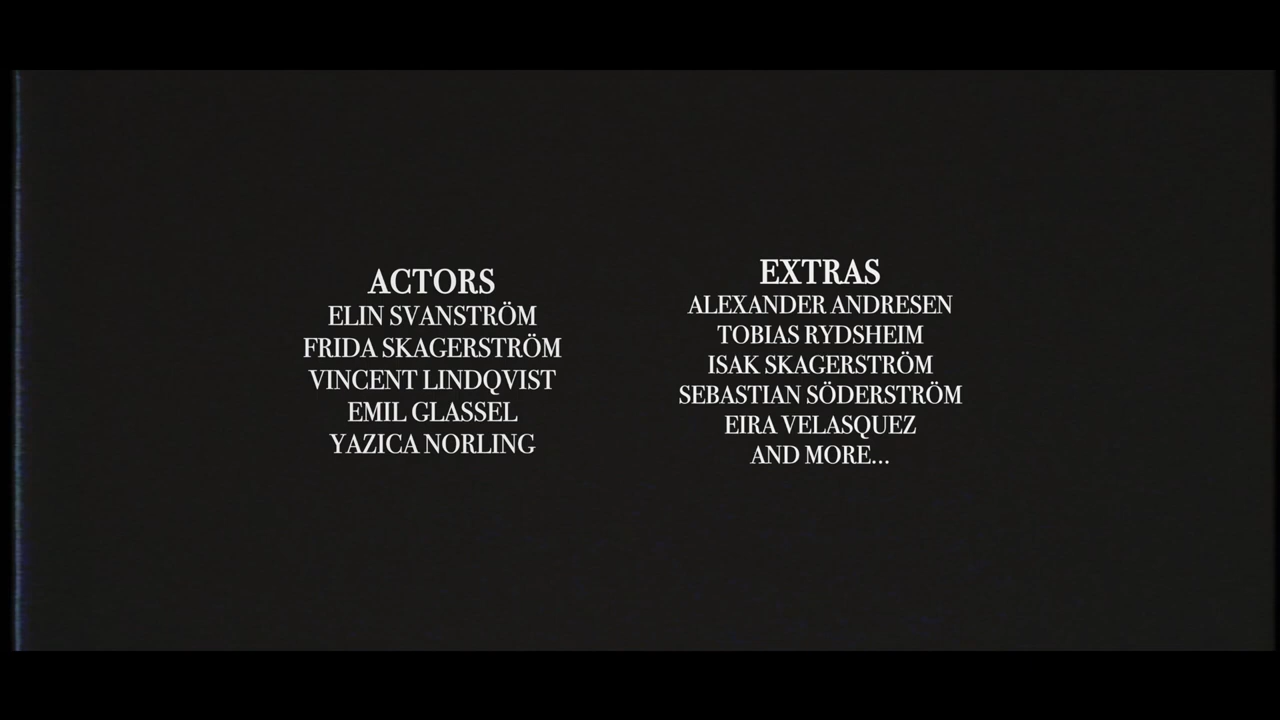 ACTORS
ELIN SVANSTRÖM
FRIDA SKAGERSTRÖM
VINCENT LINDQVIST
EMIL GLASSEL
YAZICA NORLING
EXTRAS
ALEXANDER ANDRESEN
TOBIAS RYDSHEIM
ISAK SKAGERSTRÖM
SEBASTIAN SÖDERSTRÖM
EIRA VELASQUEZ
AND MORE...